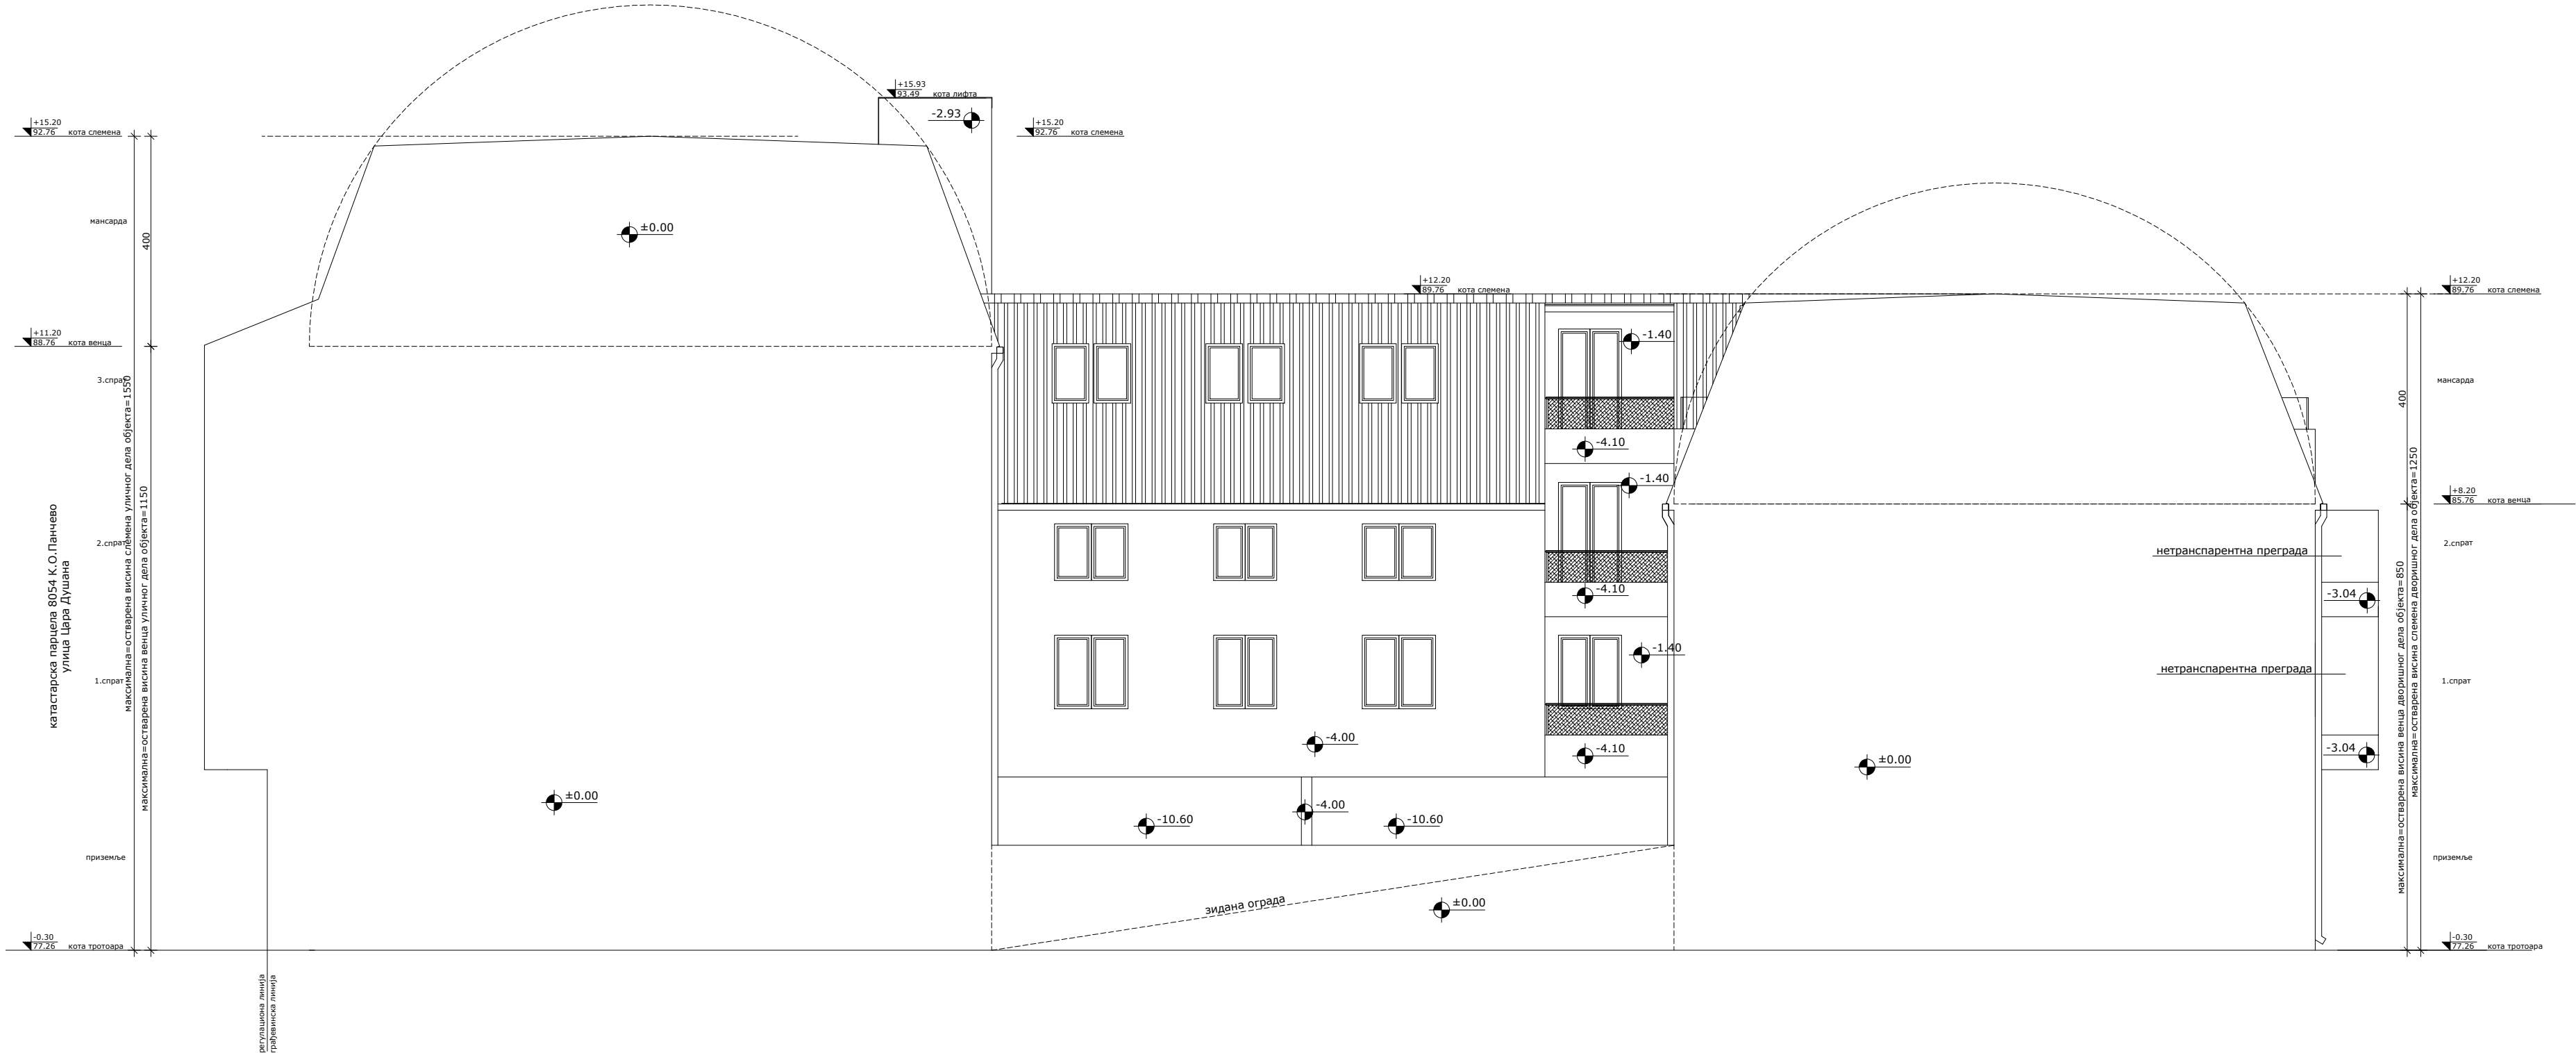 +15.93
93.49 кота лифта
-2.93
+15.20
92.76 кота слемена
+15.20
92.76 кота слемена
мансарда
400
±0.00
+12.20
89.76 кота слемена
+12.20
89.76 кота слемена
+11.20
88.76 кота венца
-1.40
3.спрат
мансарда
400
-4.10
-1.40
+8.20
85.76 кота венца
2.спрат
2.спрат
нетранспарентна преграда
-4.10
-3.04
катастарска парцела 8054 К.О.Панчево
улица Цара Душана
максимална=остварена висина слемена уличног дела објекта=1550
максимална=остварена висина венца уличног дела објекта=1150
-1.40
нетранспарентна преграда
1.спрат
1.спрат
максимална=остварена висина венца дворишног дела објекта=850
максимална=остварена висина слемена дворишног дела објекта=1250
-4.00
-4.10
-3.04
±0.00
±0.00
-4.00
-10.60
-10.60
приземље
приземље
зидана ограда
±0.00
-0.30
77.26 кота тротоара
-0.30
77.26 кота тротоара
регулациона линија
грађевинска линија